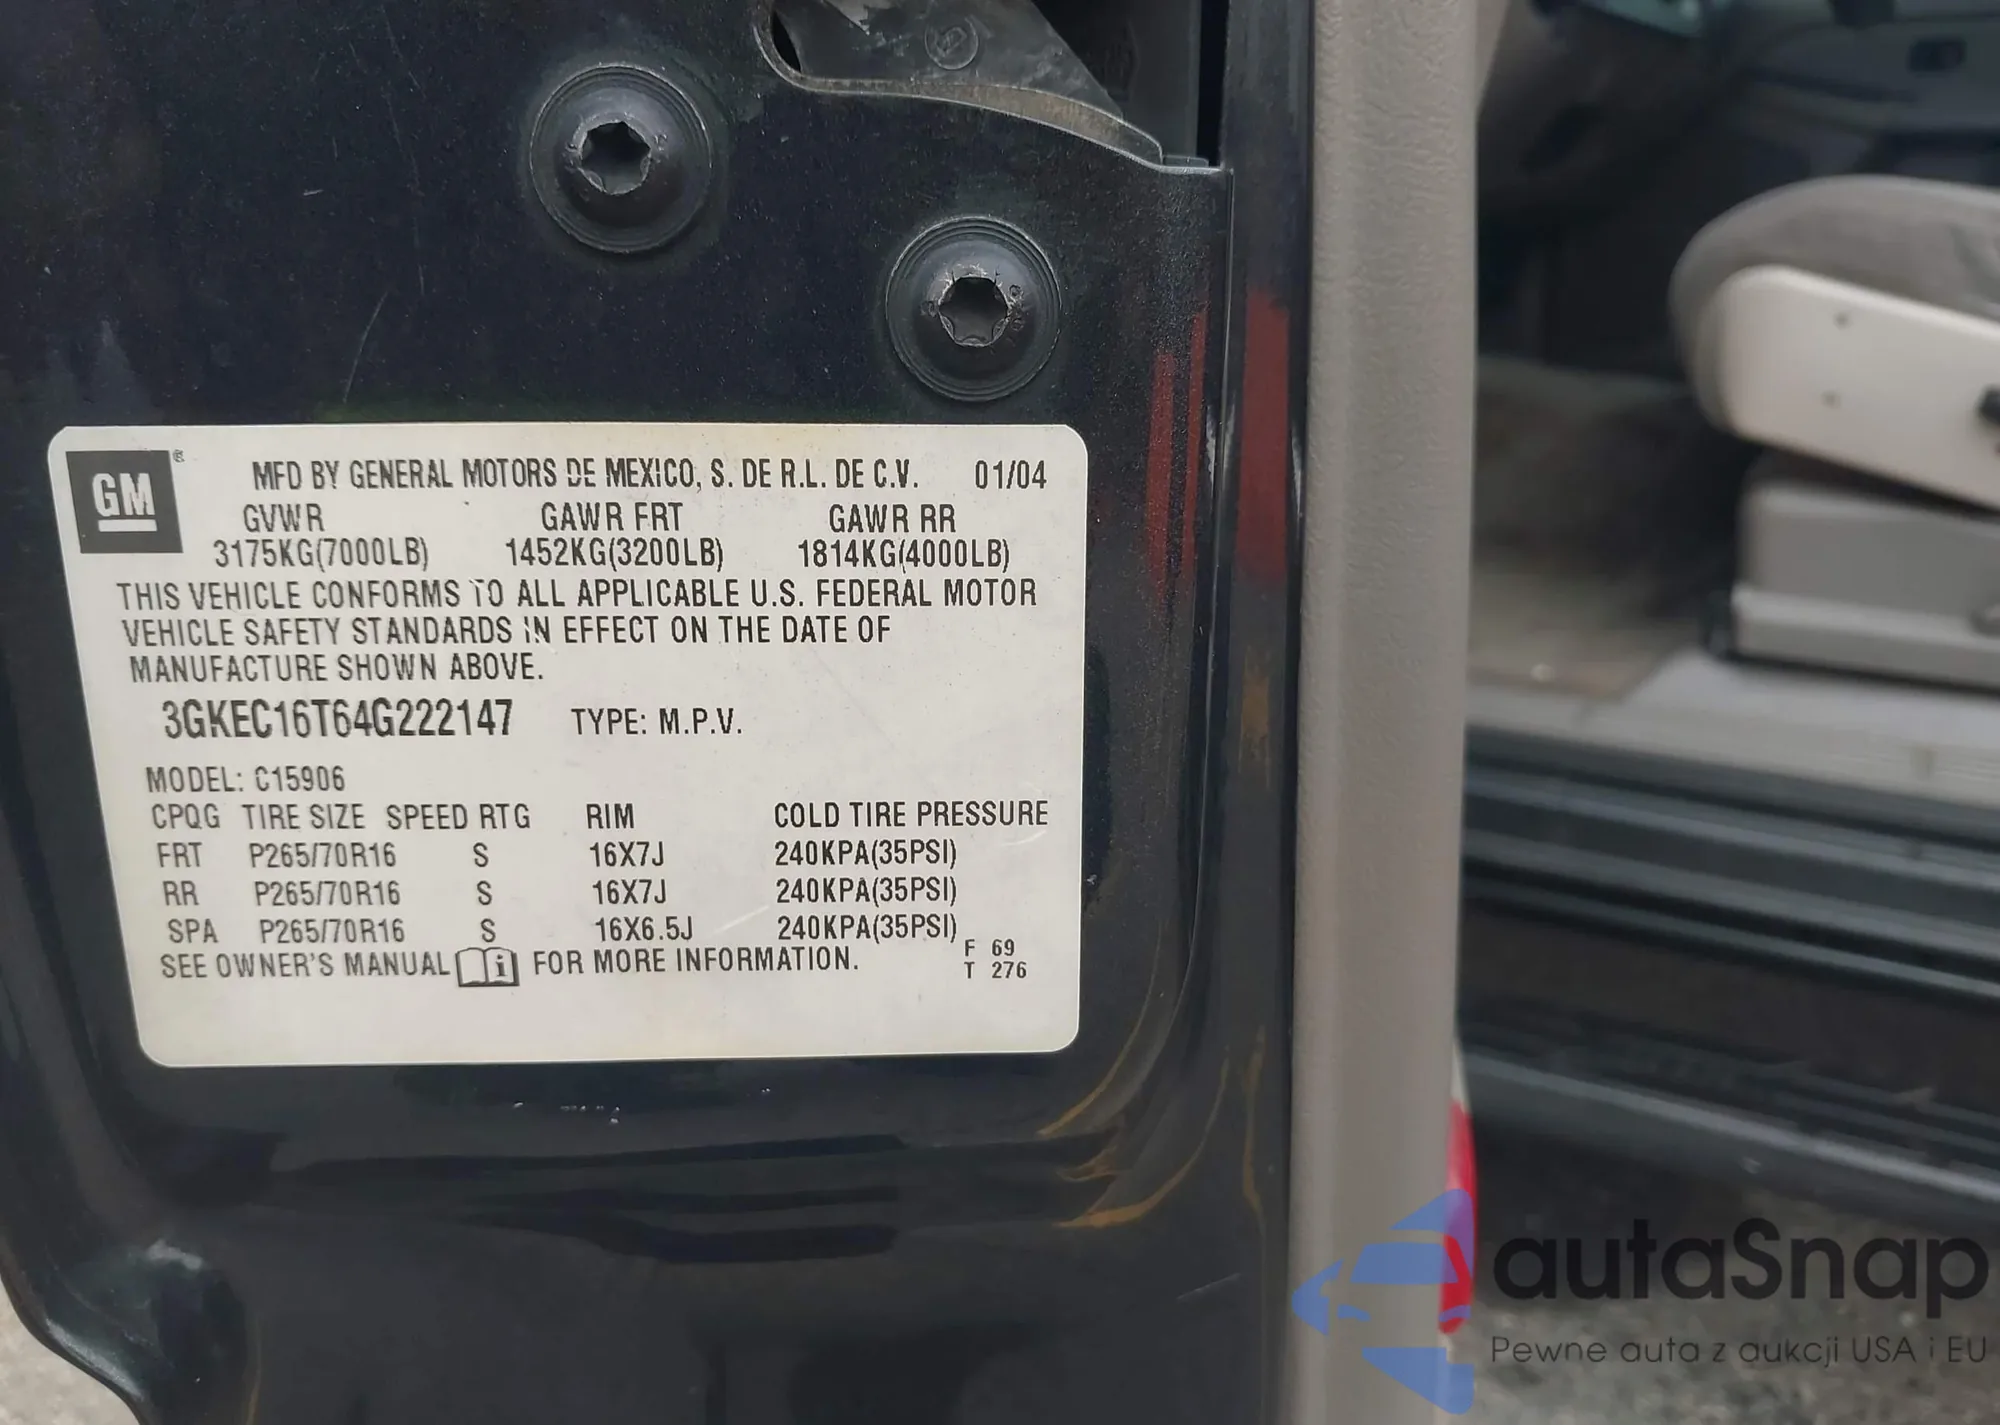 GM ®
MFD BY GENERAL MOTORS DE MEXICO, S. DE R.L. DE C.V. 01/04
GVWR GAWR FRT GAWR RR
3175KG(7000LB) 1452KG(3200LB) 1814KG(4000LB)
THIS VEHICLE CONFORMS TO ALL APPLICABLE U.S. FEDERAL MOTOR
VEHICLE SAFETY STANDARDS IN EFFECT ON THE DATE OF
MANUFACTURE SHOWN ABOVE.
3GKEC16T64G222147 TYPE: M.P.V.
MODEL: C15906
CPQG TIRE SIZE SPEED RTG RIM COLD TIRE PRESSURE
FRT P265/70R16 S 16X7J 240KPA(35PSI)
RR P265/70R16 S 16X7J 240KPA(35PSI)
SPA P265/70R16 S 16X6.5J 240KPA(35PSI)
SEE OWNER'S MANUAL i FOR MORE INFORMATION.
F 69
T 276
autaSnap
Pewne auta z aukcji USA i EU